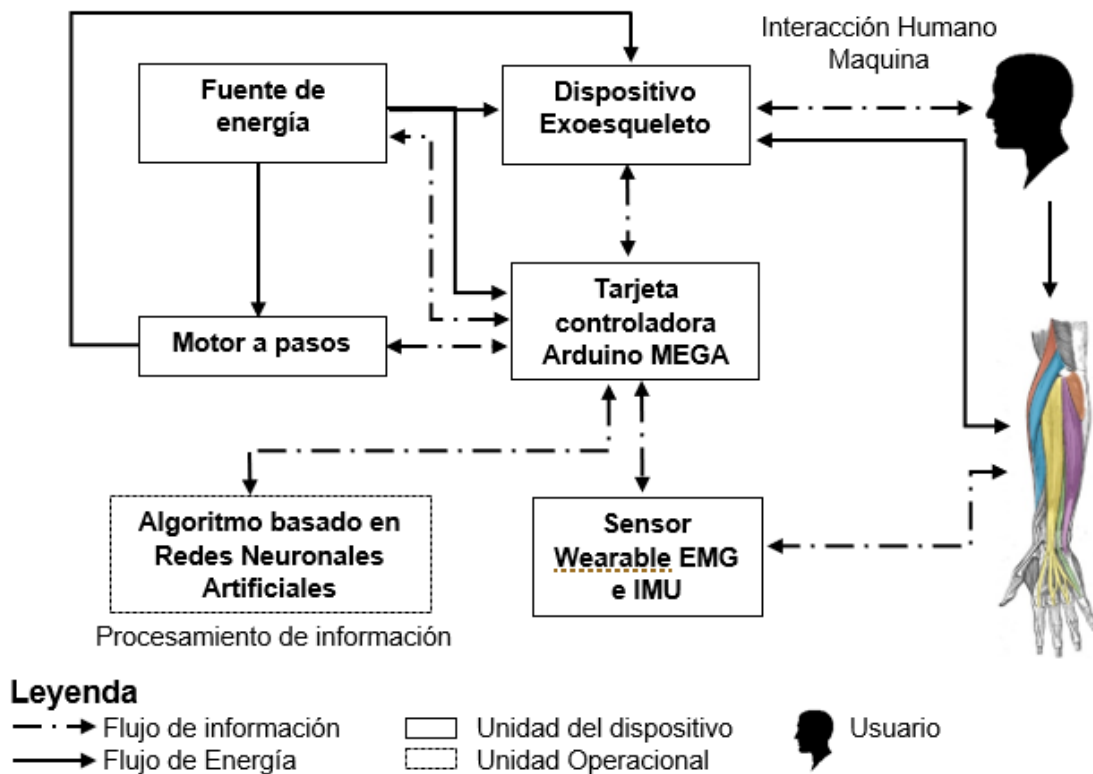 Interacción Humano
Maquina
Fuente de
energía
Dispositivo
Exoesqueleto
Tarjeta
controladora
Arduino MEGA
Motor a pasos
Algoritmo basado en
Redes Neuronales
Artificiales
Sensor
Wearable EMG
e IMU
Procesamiento de información
Leyenda
Flujo de información
Unidad del dispositivo
Usuario
Flujo de Energía
Unidad Operacional